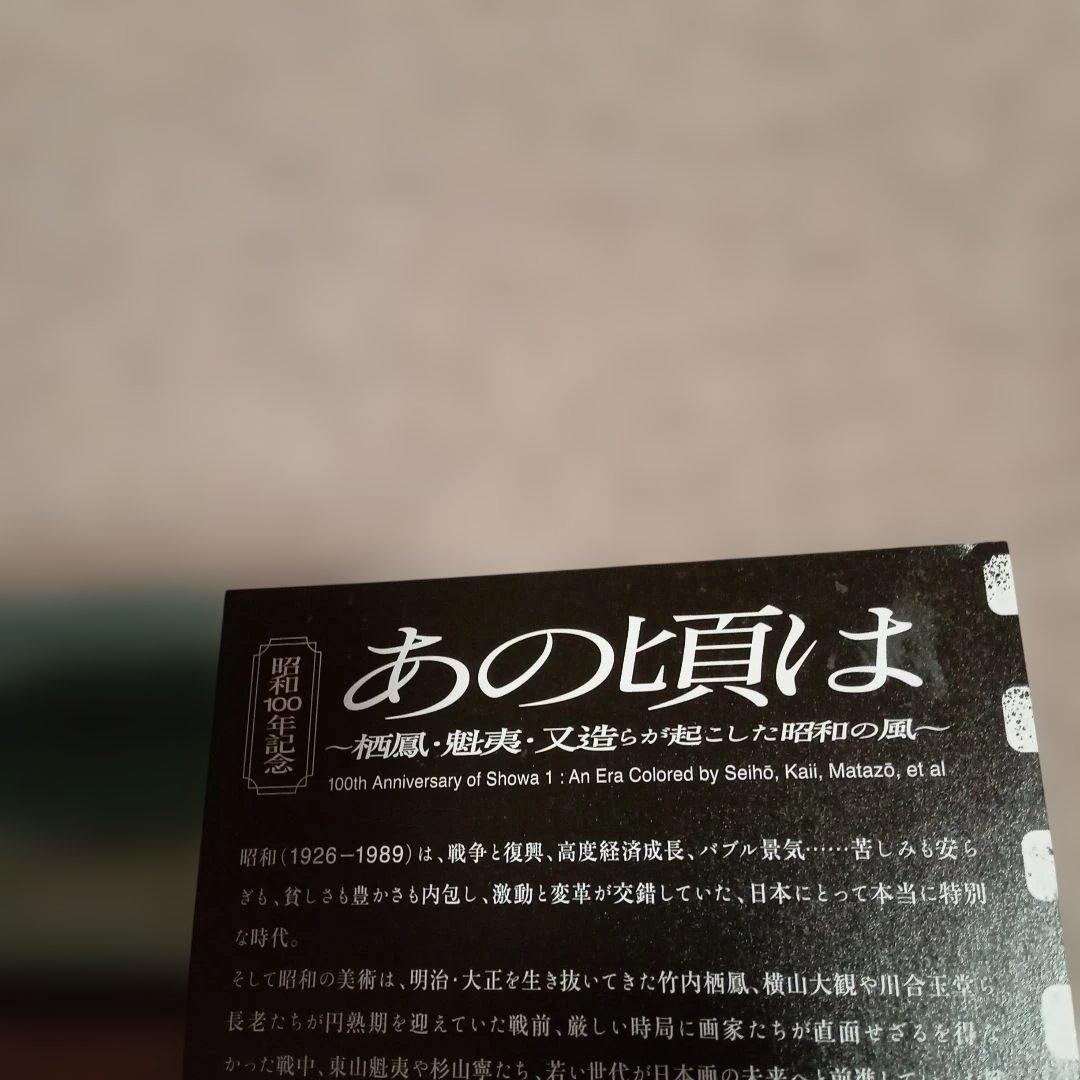 昭和100年記念
あの頃は
～栖鳳・魁夷・又造らが起こした昭和の風～
100th Anniversary of Showa 1 : An Era Colored by Seihō, Kaii, Matazō, et al
昭和（1926－1989）は、戦争と復興、高度経済成長、バブル景気……苦しみも安ら
ぎも、貧しさも豊かさも内包し、激動と変革が交錯していた、日本にとって本当に特別
な時代。
そして昭和の美術は、明治・大正を生き抜いてきた竹内栖鳳、横山大観や川合玉堂ら
長老たちが円熟期を迎えていた戦前、厳しい時局に画家たちが直面せざるを得な
かった戦中、東山魁夷や杉山寧たち、若い世代が日本画の未来へと前進して